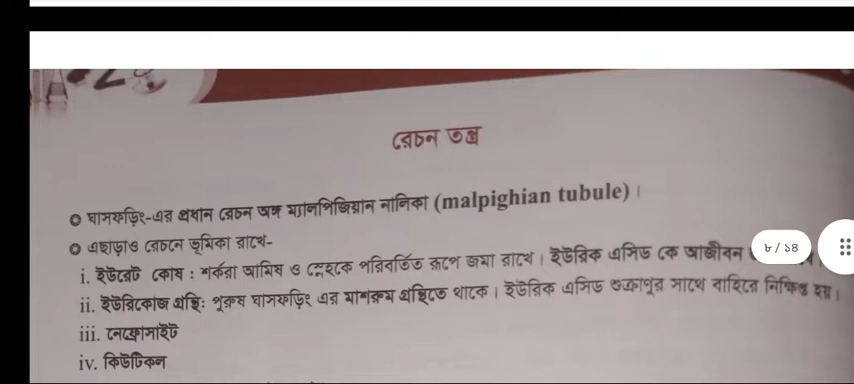 রেচন তন্ত্র
ঘাসফড়িং-এর প্রধান রেচন অঙ্গ ম্যালপিজিয়ান নালিকা (malpighian tubule)।
এছাড়াও রেচনে ভূমিকা রাখে-
i. ইউরেট কোষ : শর্করা আমিষ ও স্নেহকে পরিবর্তিত রূপে জমা রাখে। ইউরিক এসিড কে আজীবন
৮ / ১৪
ii. ইউরিকোজ গ্রন্থি: পুরুষ ঘাসফড়িং এর মাশরুম গ্রন্থিতে থাকে। ইউরিক এসিড শুক্রাণুর সাথে বাহিরে নিক্ষিপ্ত হয়।
iii. নেফ্রোসাইট
iv. কিউটিকল